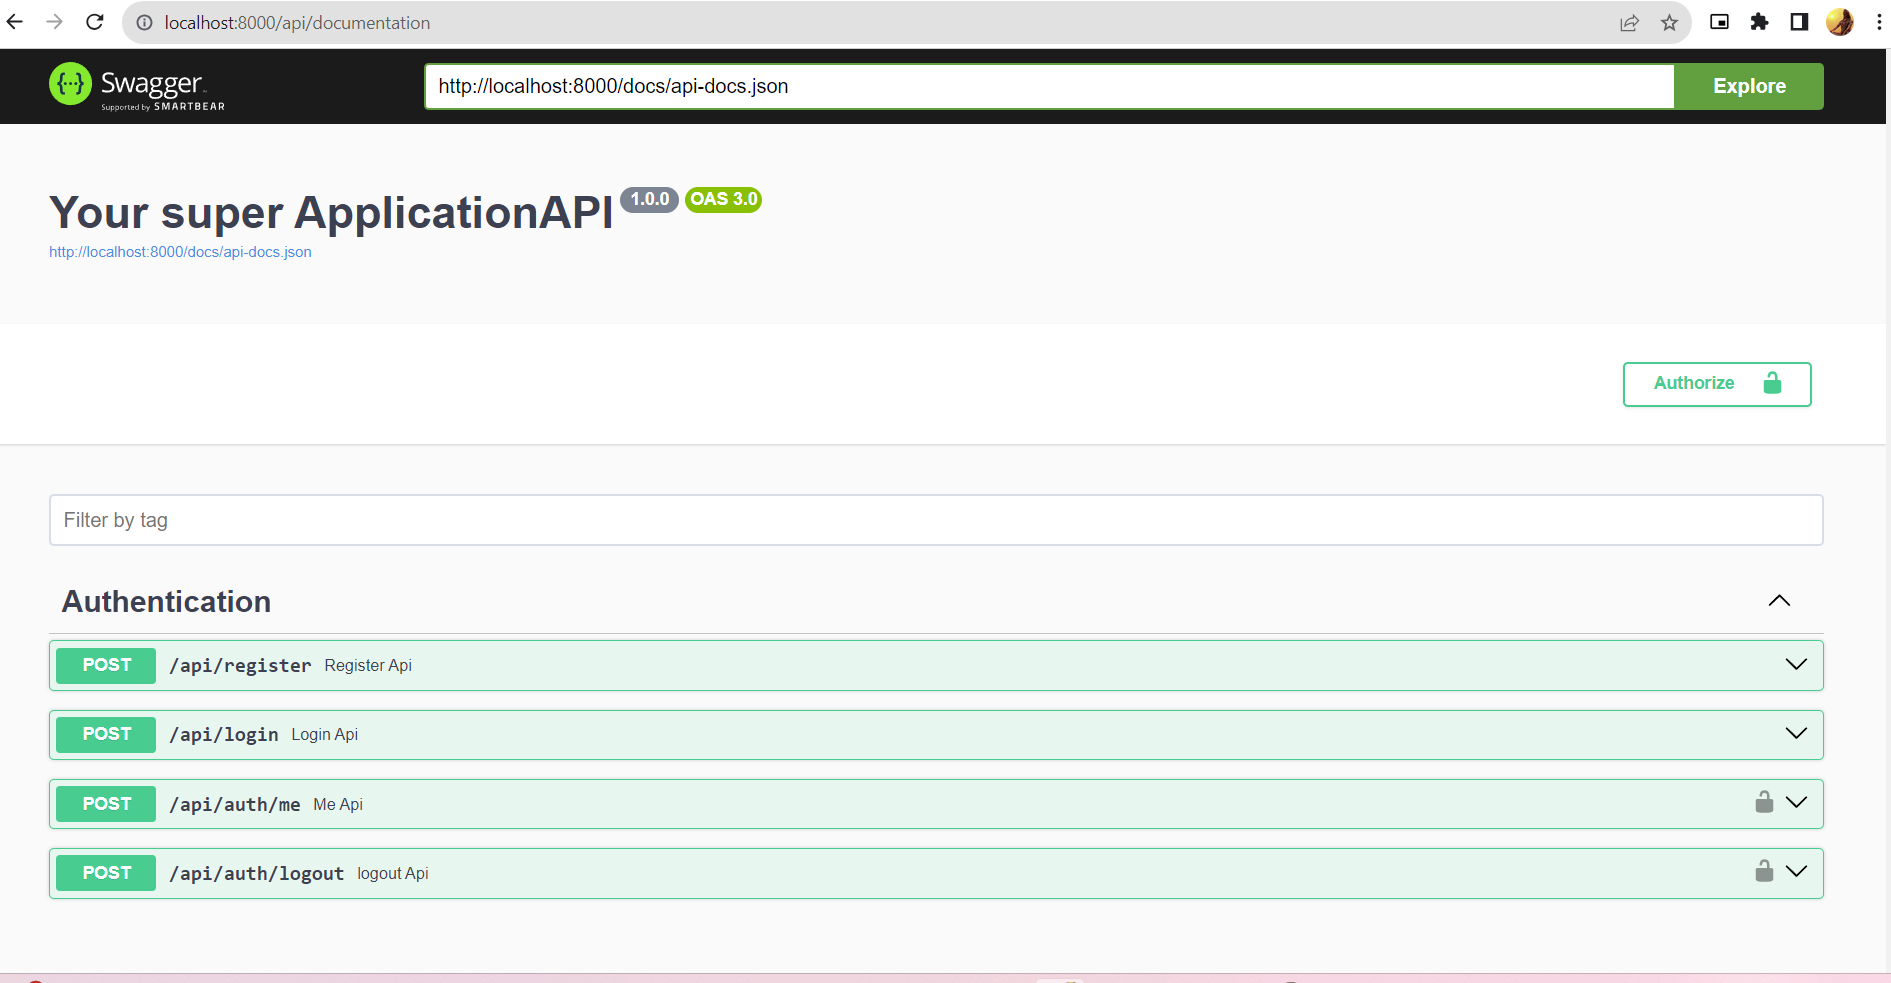 localhost:8000/api/documentation
Swagger
Supported by SMARTBEAR
http://localhost:8000/docs/api-docs.json
Explore
Your super ApplicationAPI 1.0.0 OAS 3.0
http://localhost:8000/docs/api-docs.json
Authorize
Filter by tag
Authentication
POST /api/register Register Api
POST /api/login Login Api
POST /api/auth/me Me Api
POST /api/auth/logout logout Api